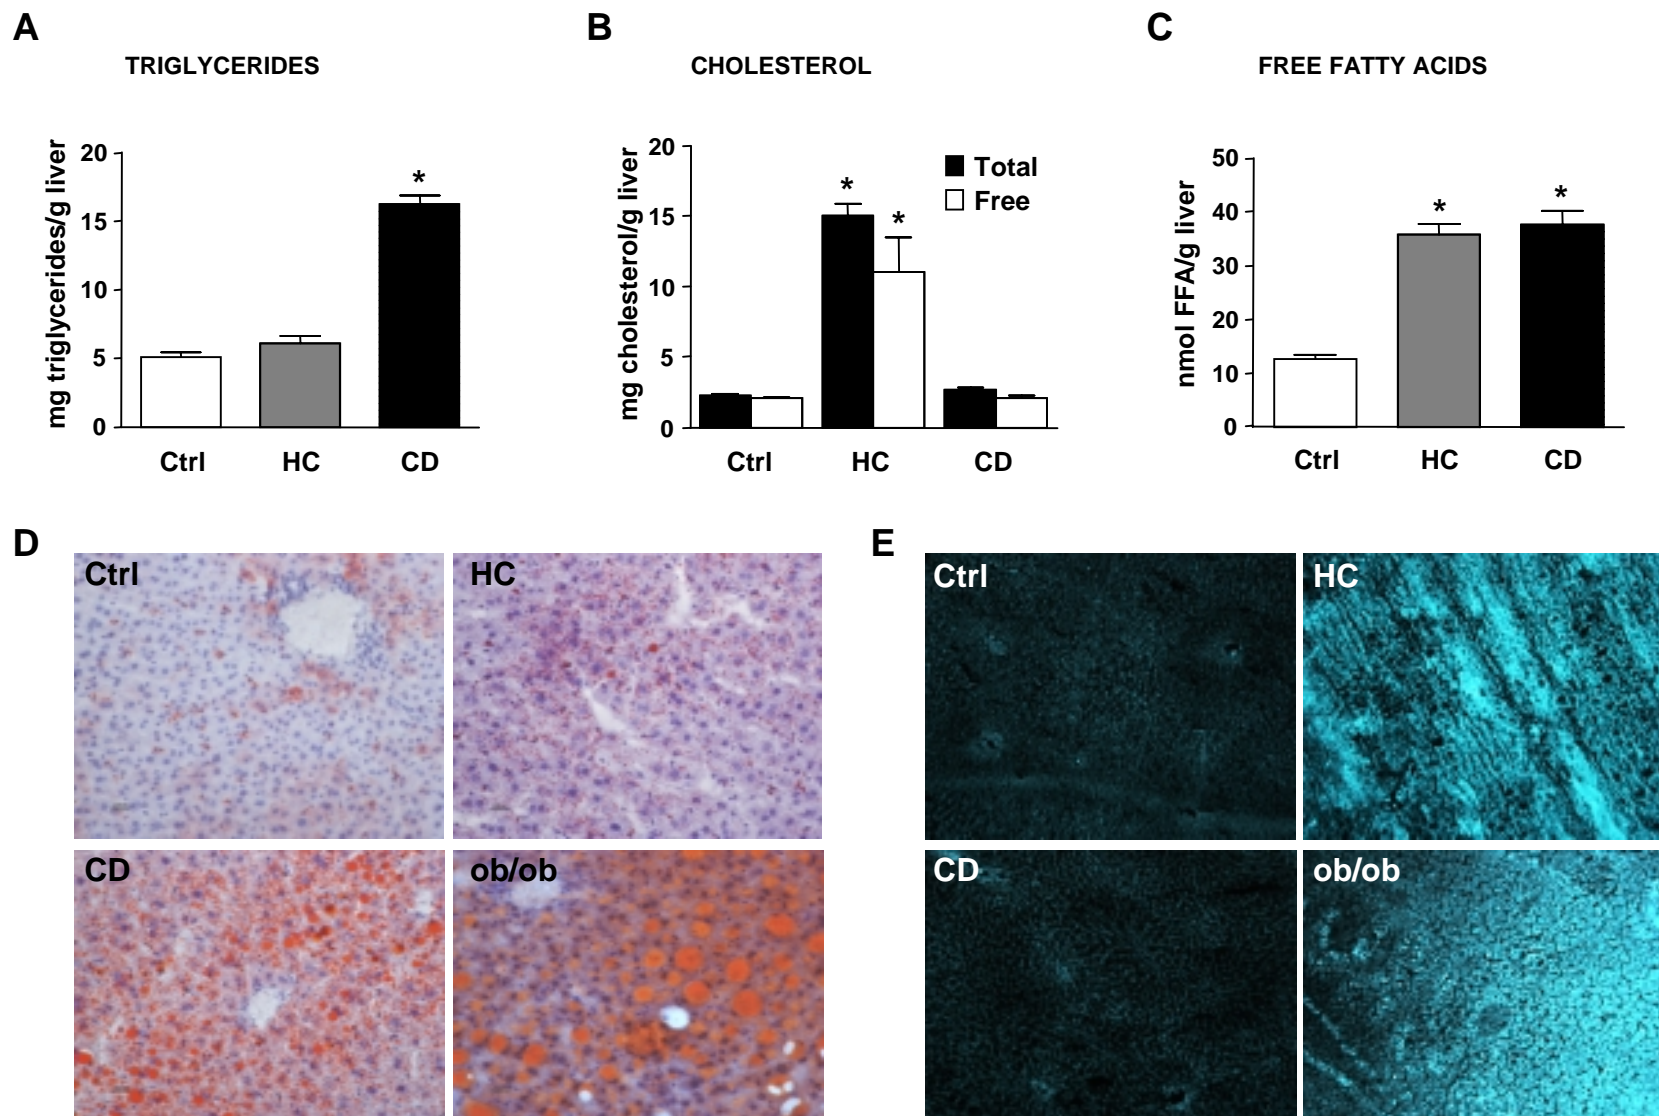 A
TRIGLYCERIDES
mg triglycerides/g liver
20
15
10
5
0
*
Ctrl HC CD
B
CHOLESTEROL
mg cholesterol/g liver
20
15
10
5
0
*
*
Total
Free
Ctrl HC CD
C
FREE FATTY ACIDS
nmol FFA/g liver
50
40
30
20
10
0
* *
Ctrl HC CD
D
Ctrl HC
CD ob/ob
E
Ctrl HC
CD ob/ob